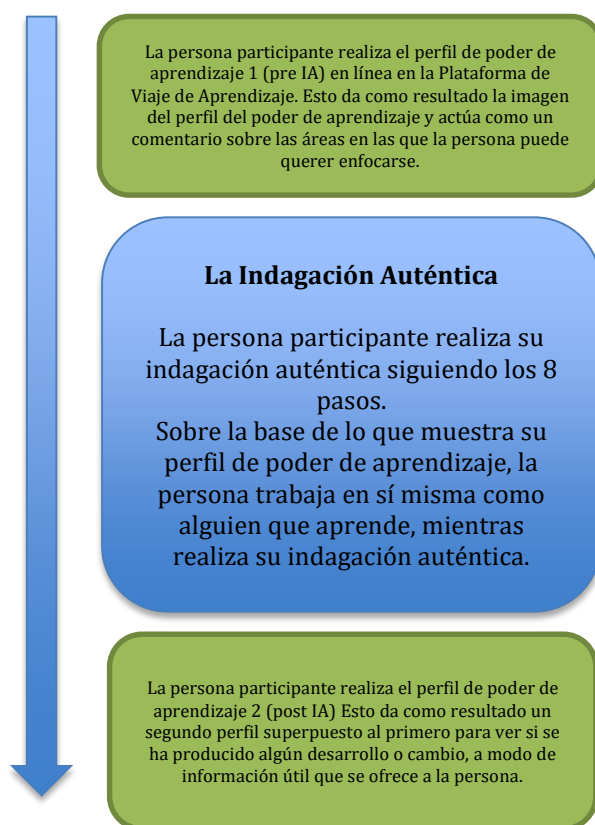 La persona participante realiza el perfil de poder de
aprendizaje 1 (pre IA) en línea en la Plataforma de
Viaje de Aprendizaje. Esto da como resultado la imagen
del perfil del poder de aprendizaje y actúa como un
comentario sobre las áreas en las que la persona puede
querer enfocarse.
La Indagación Auténtica
La persona participante realiza su
indagación auténtica siguiendo los 8
pasos.
Sobre la base de lo que muestra su
perfil de poder de aprendizaje, la
persona trabaja en sí misma como
alguien que aprende, mientras
realiza su indagación auténtica.
La persona participante realiza el perfil de poder de
aprendizaje 2 (post IA) Esto da como resultado un
segundo perfil superpuesto al primero para ver si se
ha producido algún desarrollo o cambio, a modo de
información útil que se ofrece a la persona.